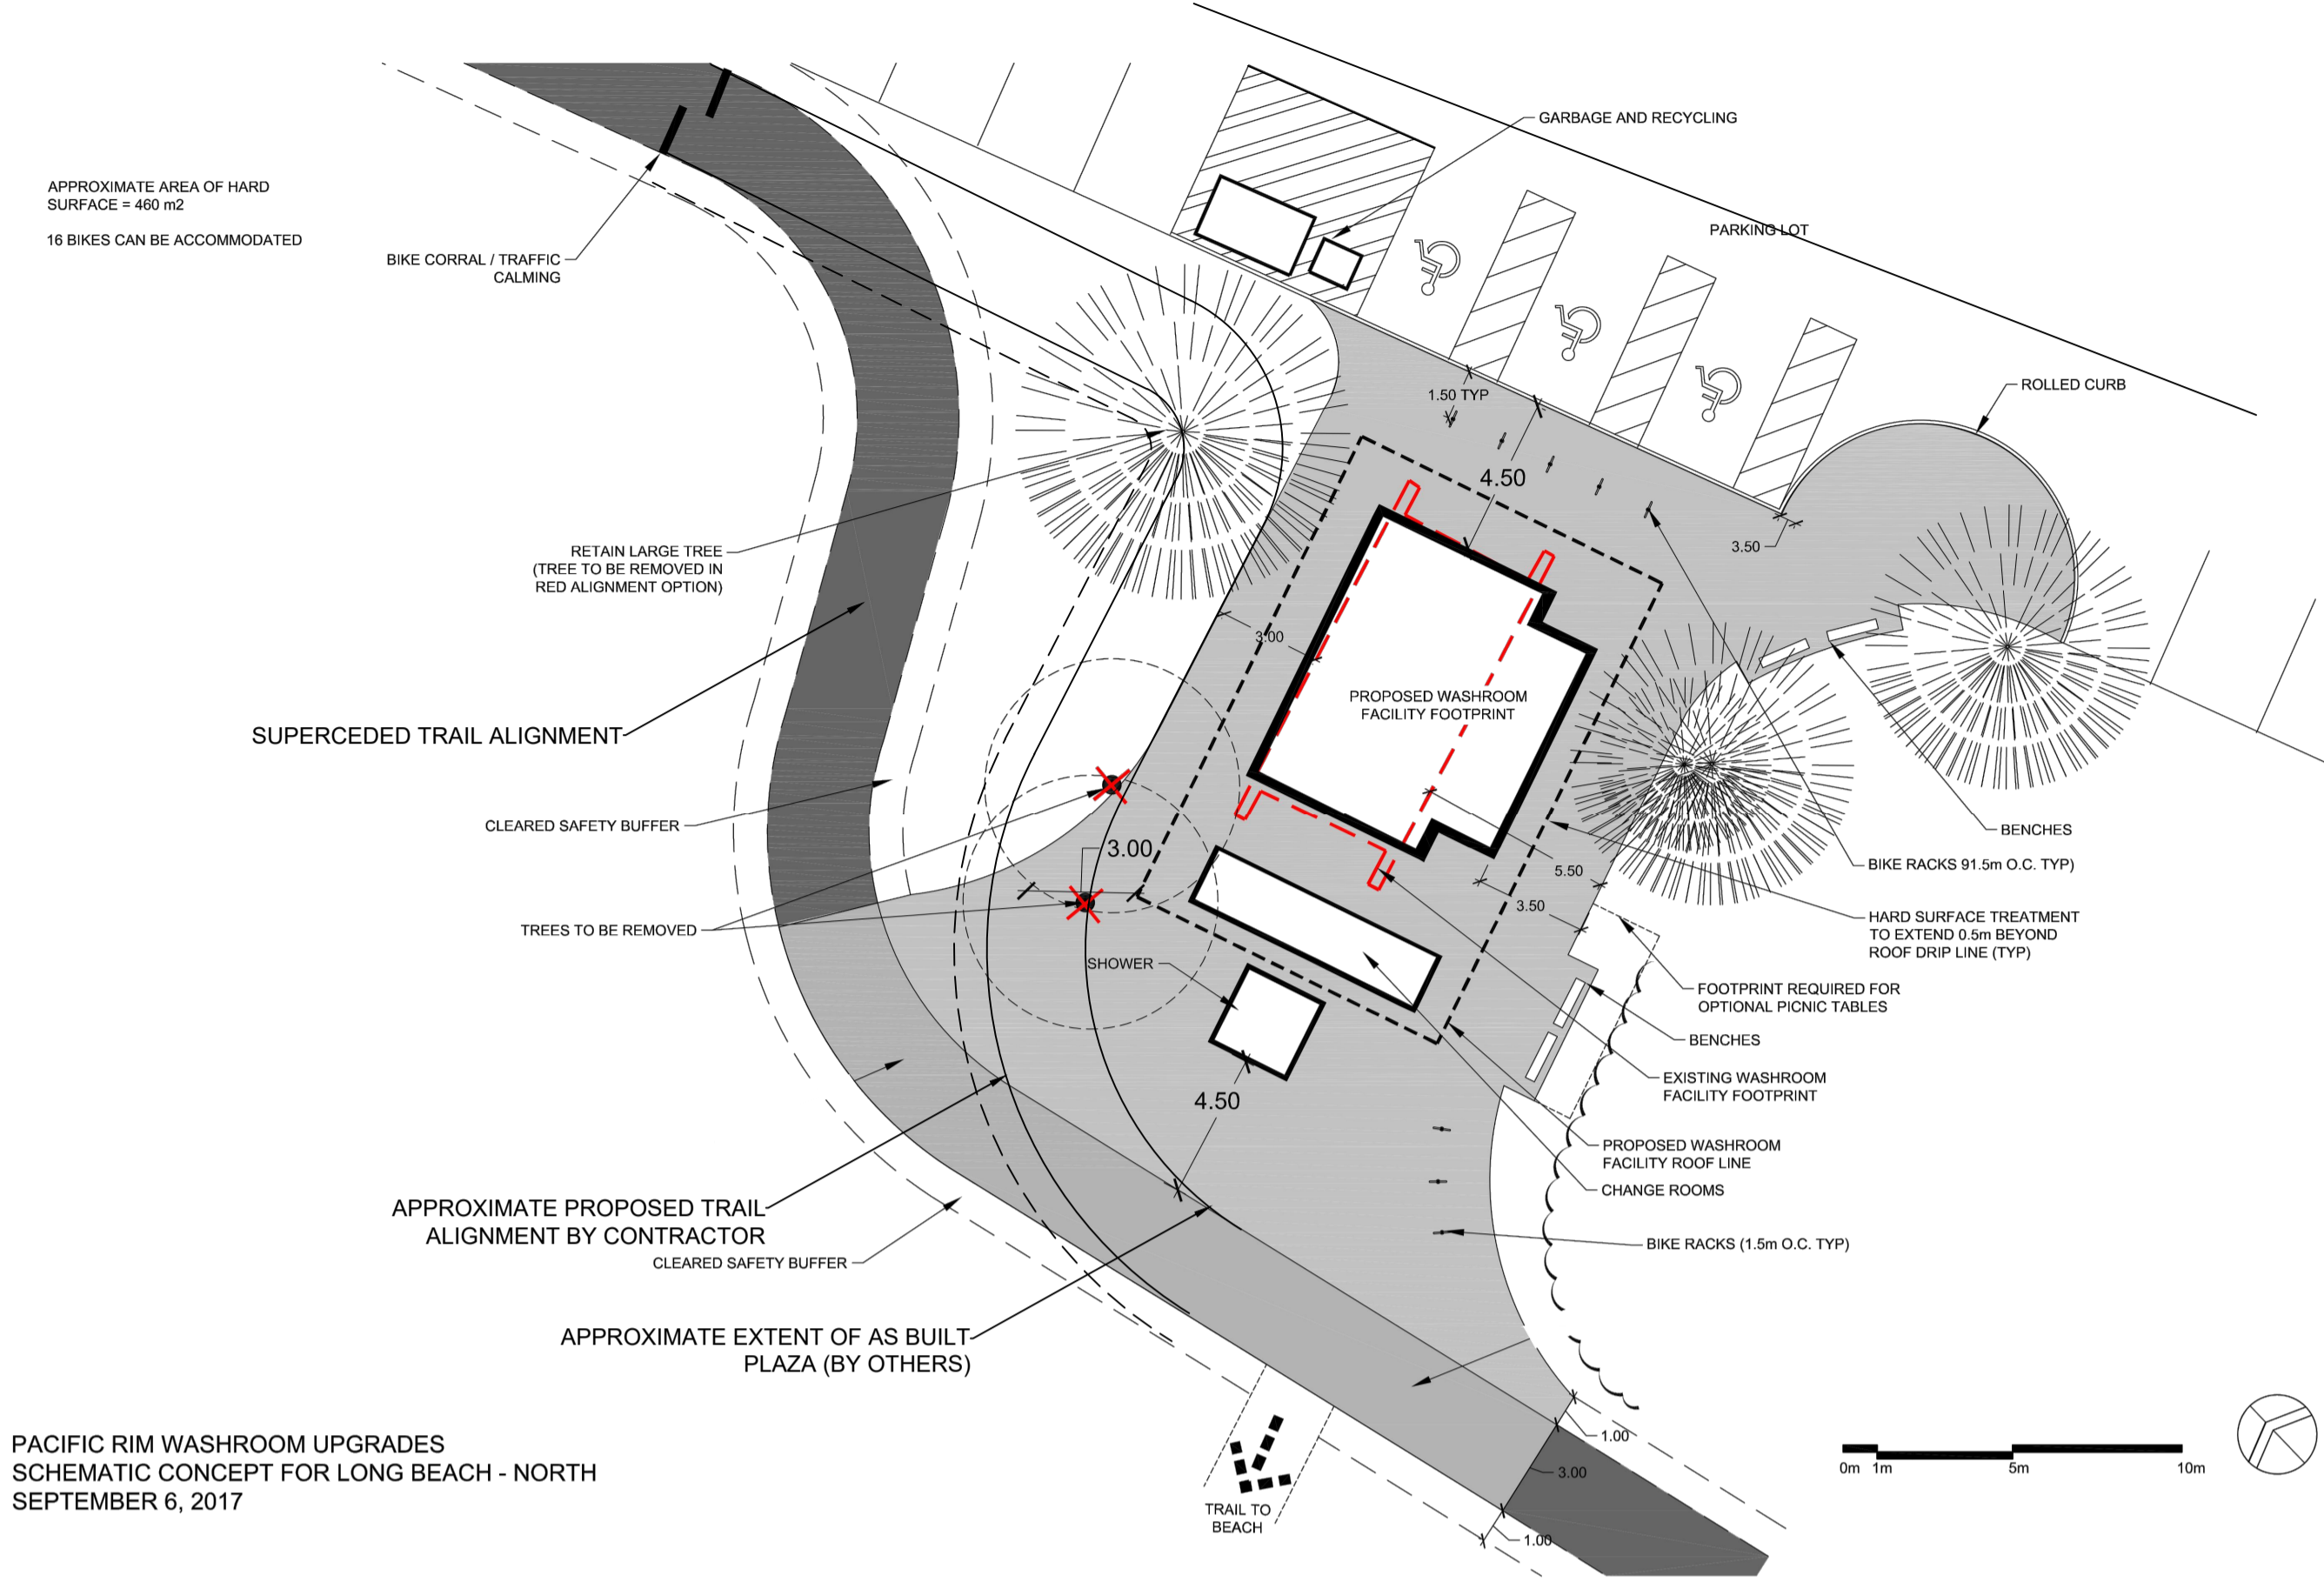 GARBAGE AND RECYCLING
APPROXIMATE AREA OF HARD
SURFACE = 460 m2
16 BIKES CAN BE ACCOMMODATED
BIKE CORRAL / TRAFFIC
CALMING
PARKING LOT
ROLLED CURB
1.50 TYP
4.50
3.50
RETAIN LARGE TREE
(TREE TO BE REMOVED IN
RED ALIGNMENT OPTION)
3.00
PROPOSED WASHROOM
FACILITY FOOTPRINT
SUPERCEDED TRAIL ALIGNMENT
CLEARED SAFETY BUFFER
BENCHES
3.00
BIKE RACKS 91.5m O.C. TYP)
5.50
3.50
HARD SURFACE TREATMENT
TO EXTEND 0.5m BEYOND
ROOF DRIP LINE (TYP)
TREES TO BE REMOVED
SHOWER
FOOTPRINT REQUIRED FOR
OPTIONAL PICNIC TABLES
BENCHES
EXISTING WASHROOM
FACILITY FOOTPRINT
4.50
PROPOSED WASHROOM
FACILITY ROOF LINE
CHANGE ROOMS
APPROXIMATE PROPOSED TRAIL
ALIGNMENT BY CONTRACTOR
CLEARED SAFETY BUFFER
BIKE RACKS (1.5m O.C. TYP)
APPROXIMATE EXTENT OF AS BUILT
PLAZA (BY OTHERS)
1.00
3.00
1.00
TRAIL TO
BEACH
0m 1m 5m 10m
PACIFIC RIM WASHROOM UPGRADES
SCHEMATIC CONCEPT FOR LONG BEACH - NORTH
SEPTEMBER 6, 2017